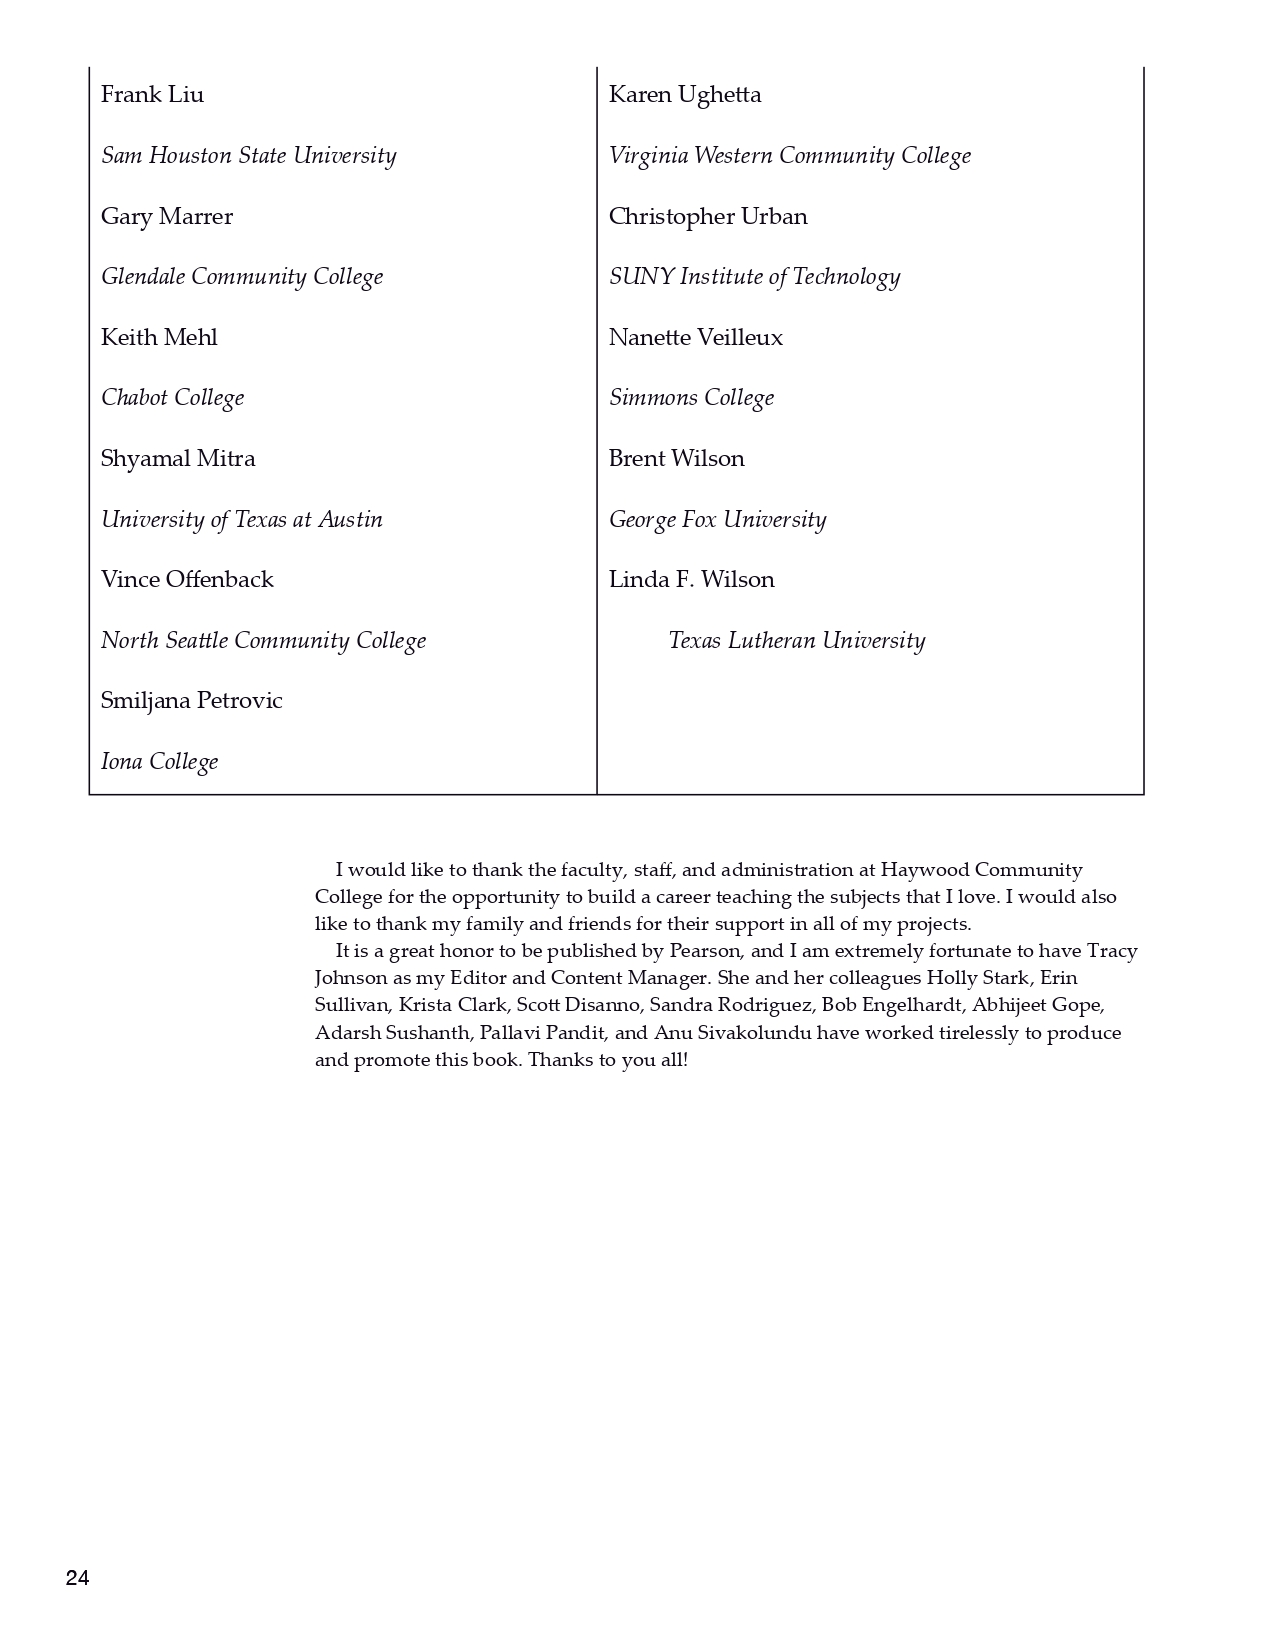 Frank Liu
Sam Houston State University
Gary Marrer
Glendale Community College
Keith Mehl
Chabot College
Shyamal Mitra
University of Texas at Austin
Vince Offenback
North Seattle Community College
Smiljana Petrovic
Iona College
Karen Ughetta
Virginia Western Community College
Christopher Urban
SUNY Institute of Technology
Nanette Veilleux
Simmons College
Brent Wilson
George Fox University
Linda F. Wilson
Texas Lutheran University
I would like to thank the faculty, staff, and administration at Haywood Community
College for the opportunity to build a career teaching the subjects that I love. I would also
like to thank my family and friends for their support in all of my projects.
It is a great honor to be published by Pearson, and I am extremely fortunate to have Tracy
Johnson as my Editor and Content Manager. She and her colleagues Holly Stark, Erin
Sullivan, Krista Clark, Scott Disanno, Sandra Rodriguez, Bob Engelhardt, Abhijeet Gope,
Adarsh Sushanth, Pallavi Pandit, and Anu Sivakolundu have worked tirelessly to produce
and promote this book. Thanks to you all!
24